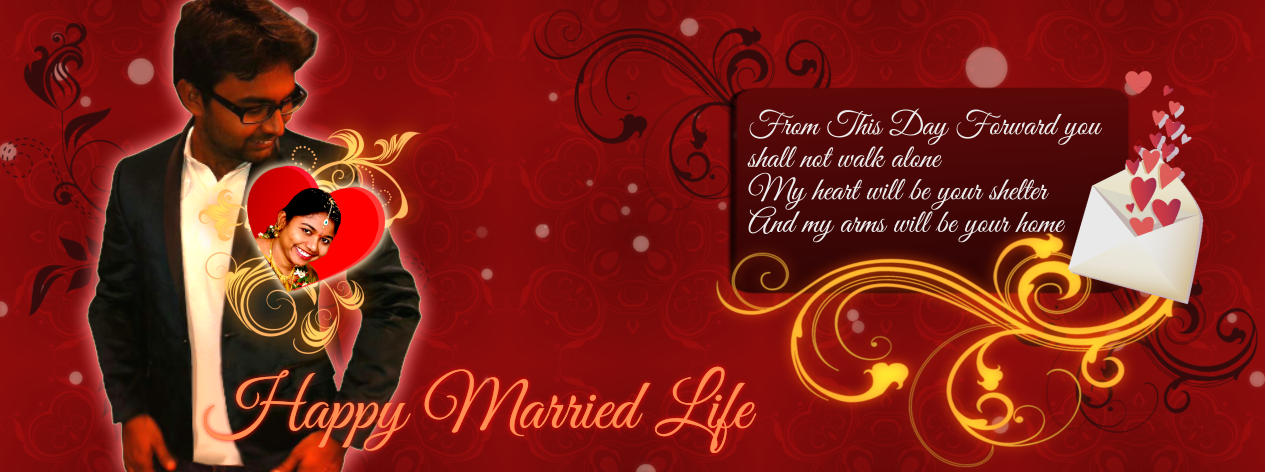 From This Day Forward you
shall not walk alone
My heart will be your shelter
And my arms will be your home
Happy Married Life